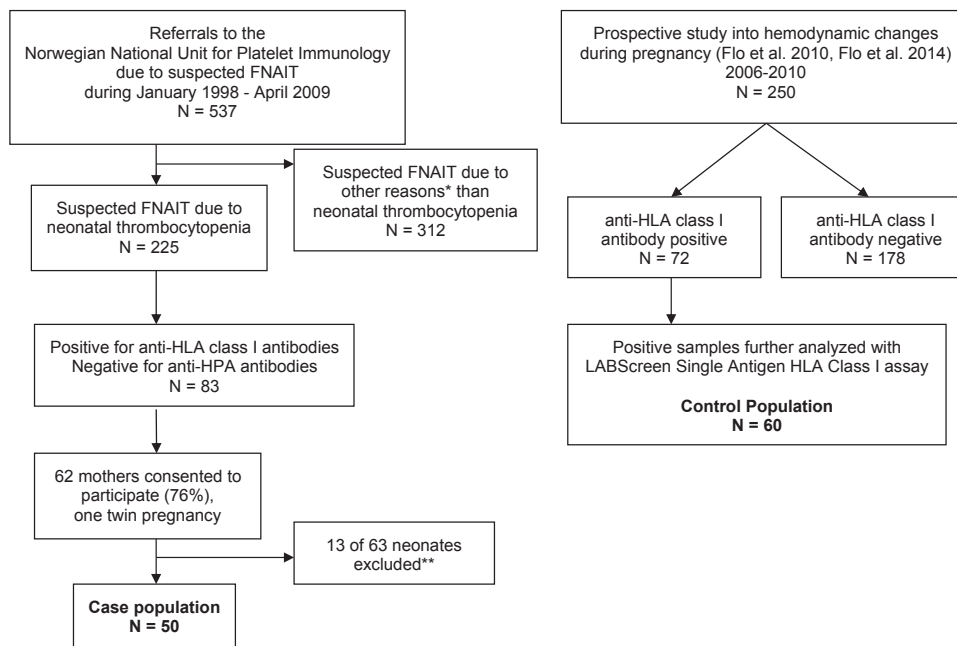 Referrals to the
Norwegian National Unit for Platelet Immunology
due to suspected FNAIT
during January 1998 - April 2009
N = 537
Suspected FNAIT due to
other reasons* than
neonatal thrombocytopenia
N = 312
Suspected FNAIT due to
neonatal thrombocytopenia
N = 225
Positive for anti-HLA class I antibodies
Negative for anti-HPA antibodies
N = 83
62 mothers consented to
participate (76%),
one twin pregnancy
13 of 63 neonates
excluded**
Case population
N = 50
Prospective study into hemodynamic changes
during pregnancy (Flo et al. 2010, Flo et al. 2014)
2006-2010
N = 250
anti-HLA class I
antibody positive
N = 72
anti-HLA class I
antibody negative
N = 178
Positive samples further analyzed with
LABScreen Single Antigen HLA Class I assay
Control Population
N = 60